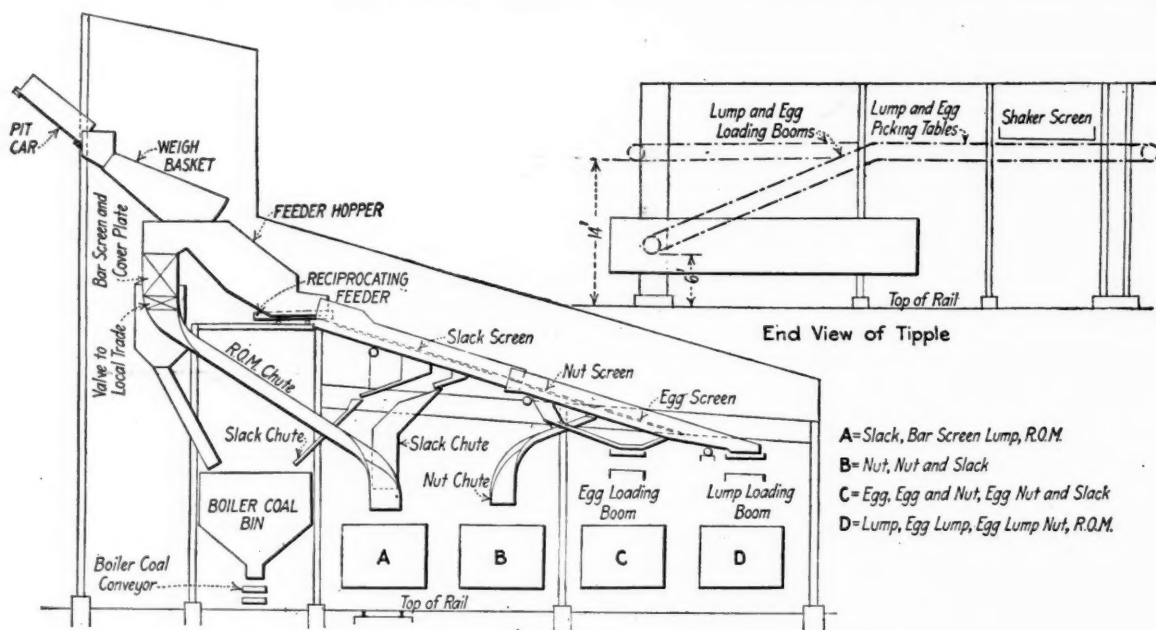 PIT
CAR
WEIGH
BASKET
FEEDER HOPPER
Bar Screen and
Cover Plate
RECIPROCATING
FEEDER
Valve to
Local Trade
R.O.M. Chute
Slack Screen
Nut Screen
Egg Screen
Slack Chute
Slack Chute
Nut Chute
Egg Loading
Boom
Lump Loading
Boom
BOILER COAL
BIN
A
B
C
D
Boiler Coal
Conveyor
Top of Rail
Lump and Egg
Loading Booms
Lump and Egg
Picking Tables
Shaker Screen
14'
6'
Top of Rail
End View of Tipple
A=Slack, Bar Screen Lump, R.O.M.
B=Nut, Nut and Slack
C=Egg, Egg and Nut, Egg Nut and Slack
D=Lump, Egg Lump, Egg Lump Nut, R.O.M.